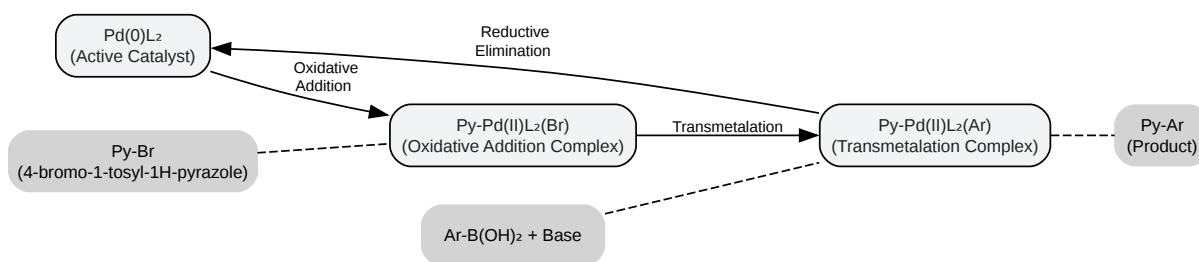 Pd(0)L₂
(Active Catalyst)
Reductive
Elimination
Oxidative
Addition
Py-Pd(II)L₂(Br)
(Oxidative Addition Complex)
Transmetalation
Py-Pd(II)L₂(Ar)
(Transmetalation Complex)
Py-Ar
(Product)
Py-Br
(4-bromo-1-tosyl-1H-pyrazole)
Ar-B(OH)₂ + Base